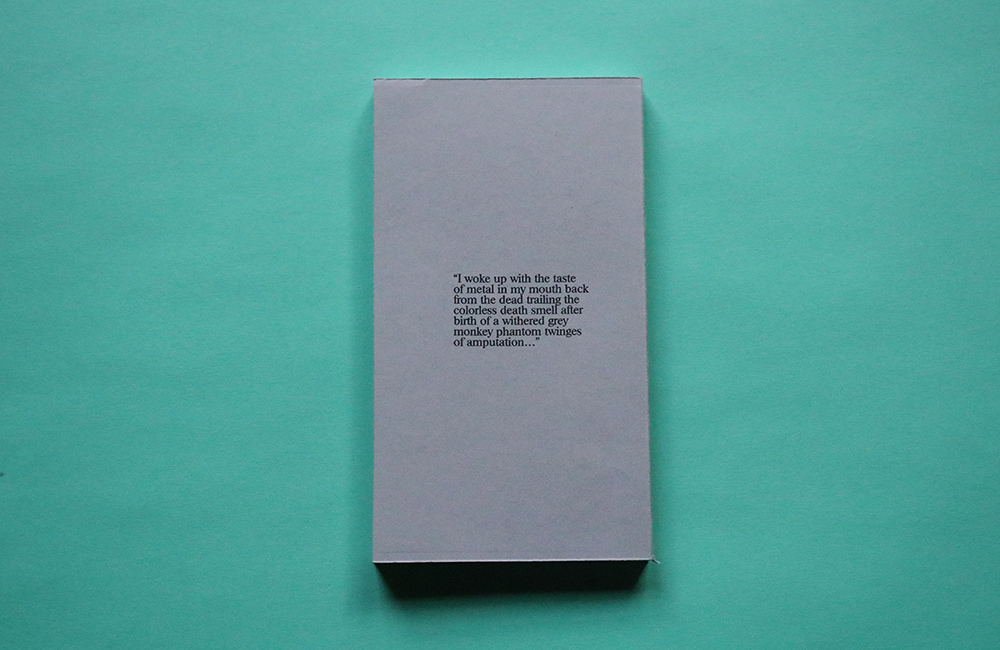 “I woke up with the taste
of metal in my mouth back
from the dead trailing the
colorless death smell after
birth of a withered grey
monkey phantom twinges
of amputation…”